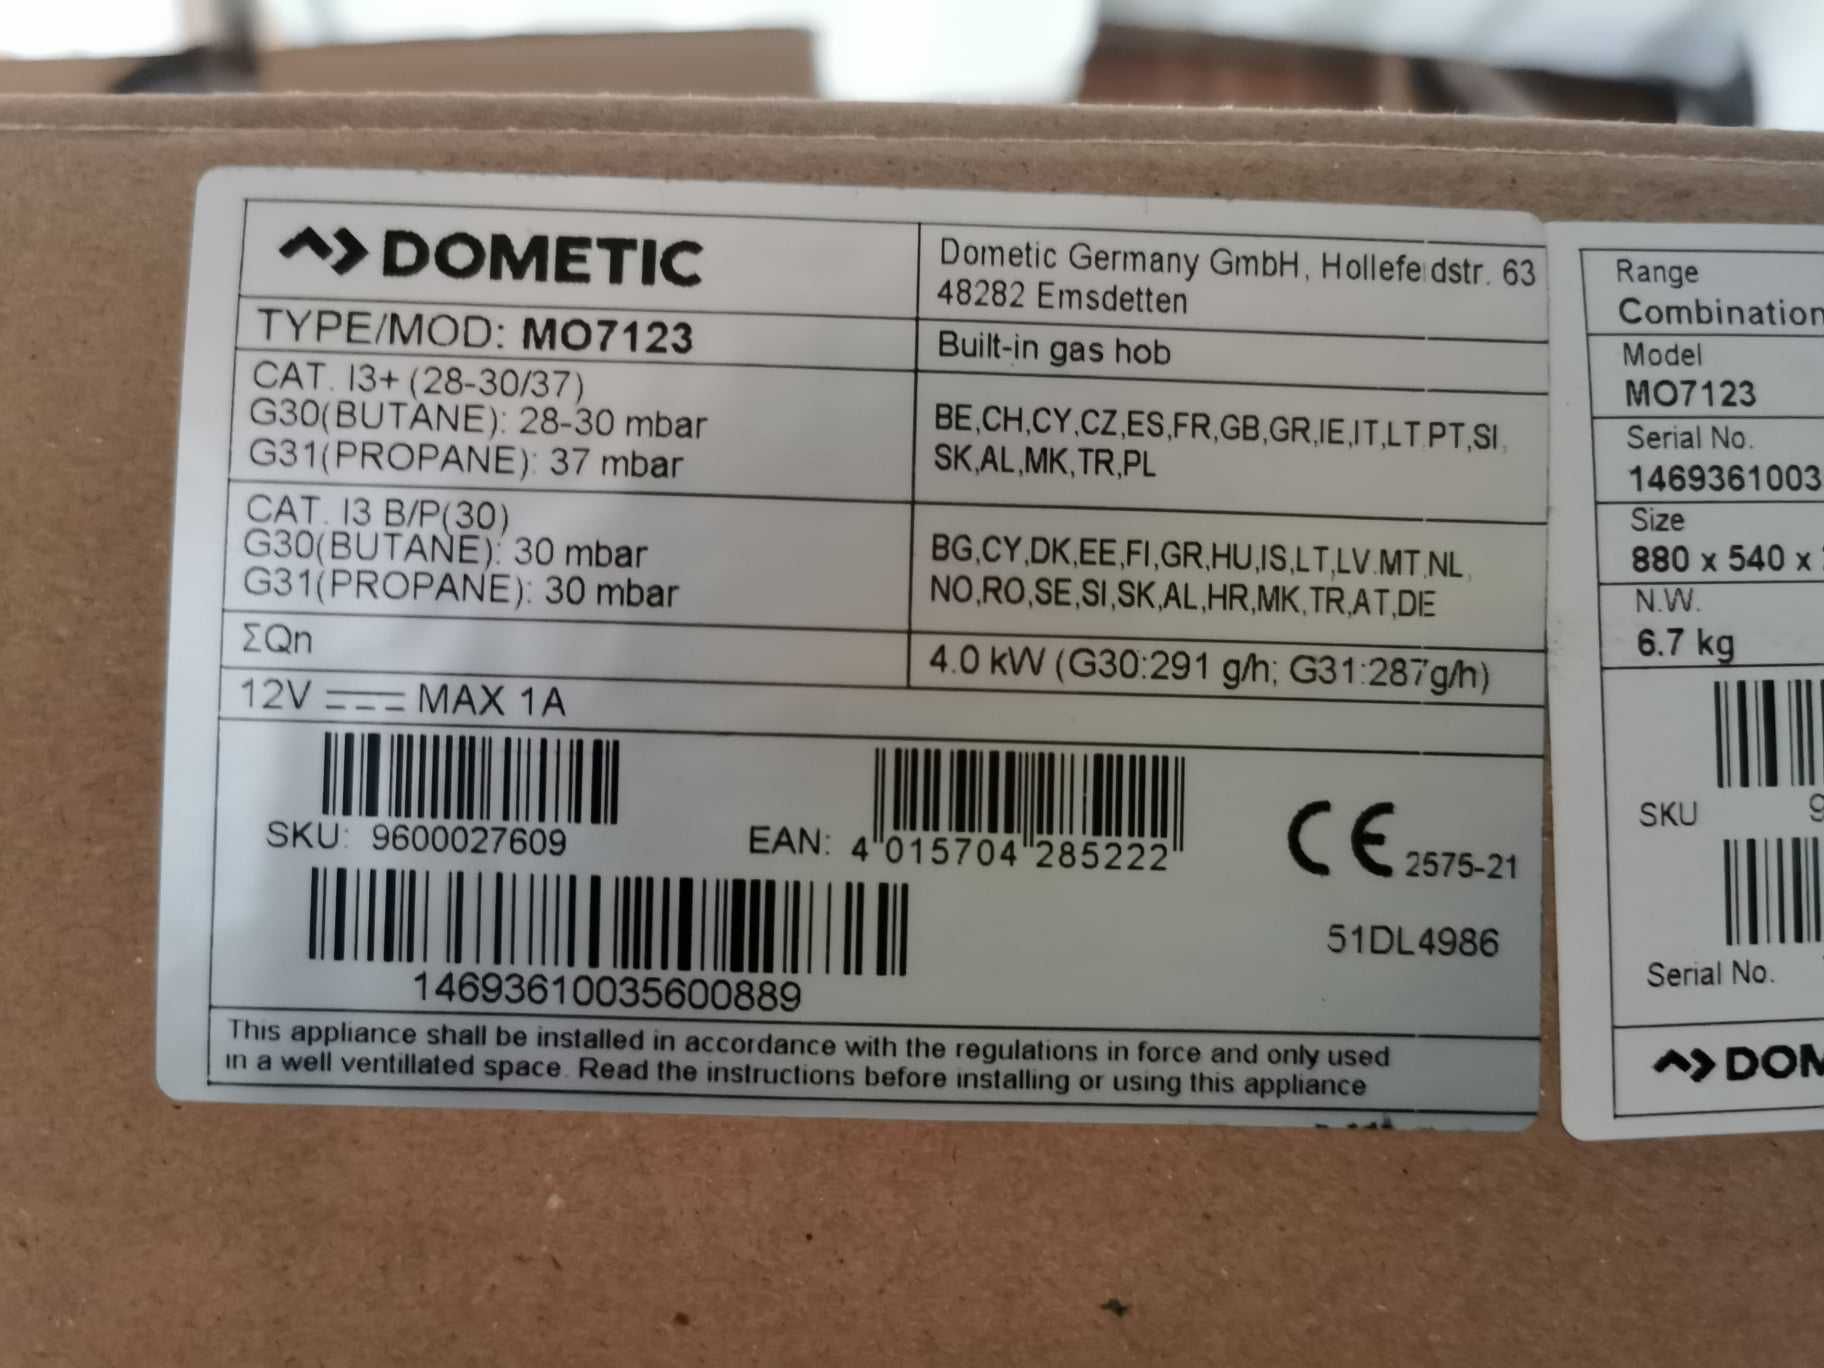 DOMETIC
Dometic Germany GmbH, Hollefeldstr. 63
48282 Emsdetten
TYPE/MOD: MO7123
Built-in gas hob
CAT. I3+ (28-30/37)
G30(BUTANE): 28-30 mbar
G31(PROPANE): 37 mbar
BE,CH,CY,CZ,ES,FR,GB,GR,IE,IT,LT,PT,SI,
SK,AL,MK,TR,PL
CAT. I3 B/P(30)
G30(BUTANE): 30 mbar
G31(PROPANE): 30 mbar
BG,CY,DK,EE,FI,GR,HU,IS,LT,LV,MT,NL,
NO,RO,SE,SI,SK,AL,HR,MK,TR,AT,DE
ΣQn
4.0 kW (G30:291 g/h; G31:287g/h)
12V MAX 1A
SKU: 9600027609
EAN: 4 015704 285222
CE 2575-21
51DL4986
14693610035600889
This appliance shall be installed in accordance with the regulations in force and only used
in a well ventillated space. Read the instructions before installing or using this appliance
Range
Combination
Model
MO7123
Serial No.
1469361003
Size
880 x 540 x
N.W.
6.7 kg
SKU 9
Serial No.
DOM